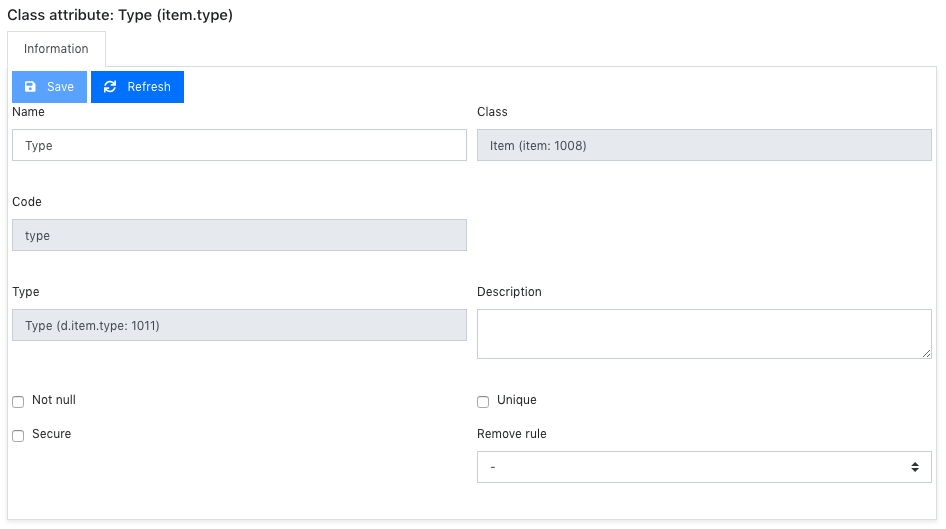 Class attribute: Type (item.type)
Information
Save Refresh
Name Class
Type Item (item: 1008)
Code
type
Type Description
Type (d.item.type: 1011)
Not null Unique
Secure Remove rule
-